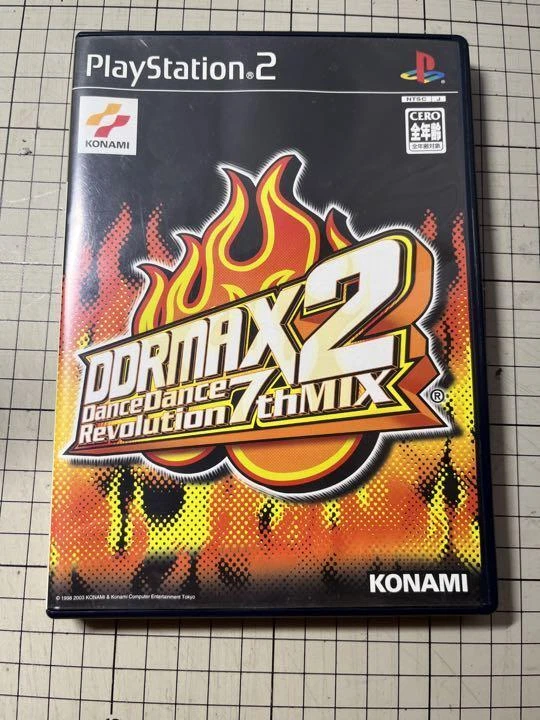 PlayStation®2
NTSC J
KONAMI
CERO
全年齢
全年齢対象
DDRMAX2
DanceDance
Revolution 7thMIX
®
KONAMI
© 1998 2003 KONAMI & Konami Computer Entertainment Tokyo